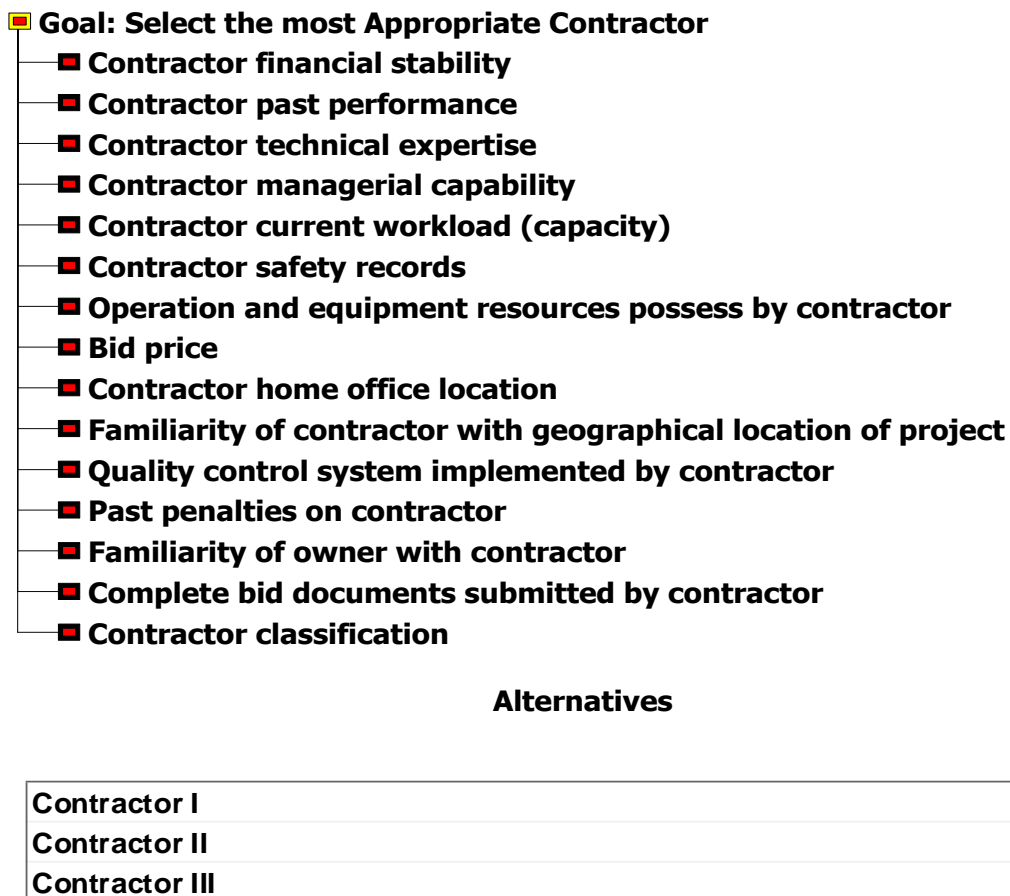 Goal: Select the most Appropriate Contractor
Contractor financial stability
Contractor past performance
Contractor technical expertise
Contractor managerial capability
Contractor current workload (capacity)
Contractor safety records
Operation and equipment resources possess by contractor
Bid price
Contractor home office location
Familiarity of contractor with geographical location of project
Quality control system implemented by contractor
Past penalties on contractor
Familiarity of owner with contractor
Complete bid documents submitted by contractor
Contractor classification
Alternatives
Contractor I
Contractor II
Contractor III